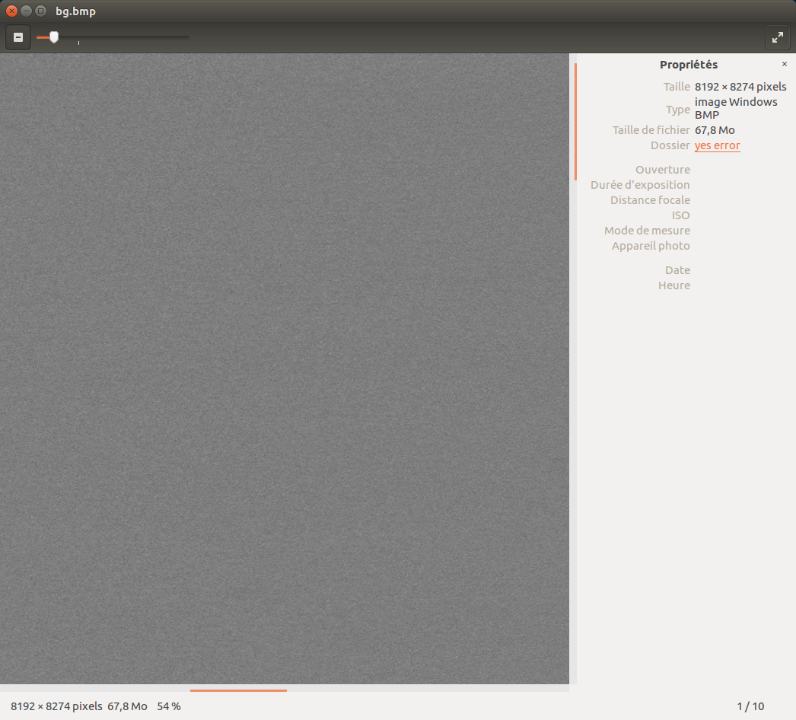 bg.bmp
Propriétés
Taille 8192 × 8274 pixels
Type image Windows
BMP
Taille de fichier 67,8 Mo
Dossier yes error
Ouverture
Durée d'exposition
Distance focale
ISO
Mode de mesure
Appareil photo
Date
Heure
8192 × 8274 pixels 67,8 Mo 54 %
1 / 10